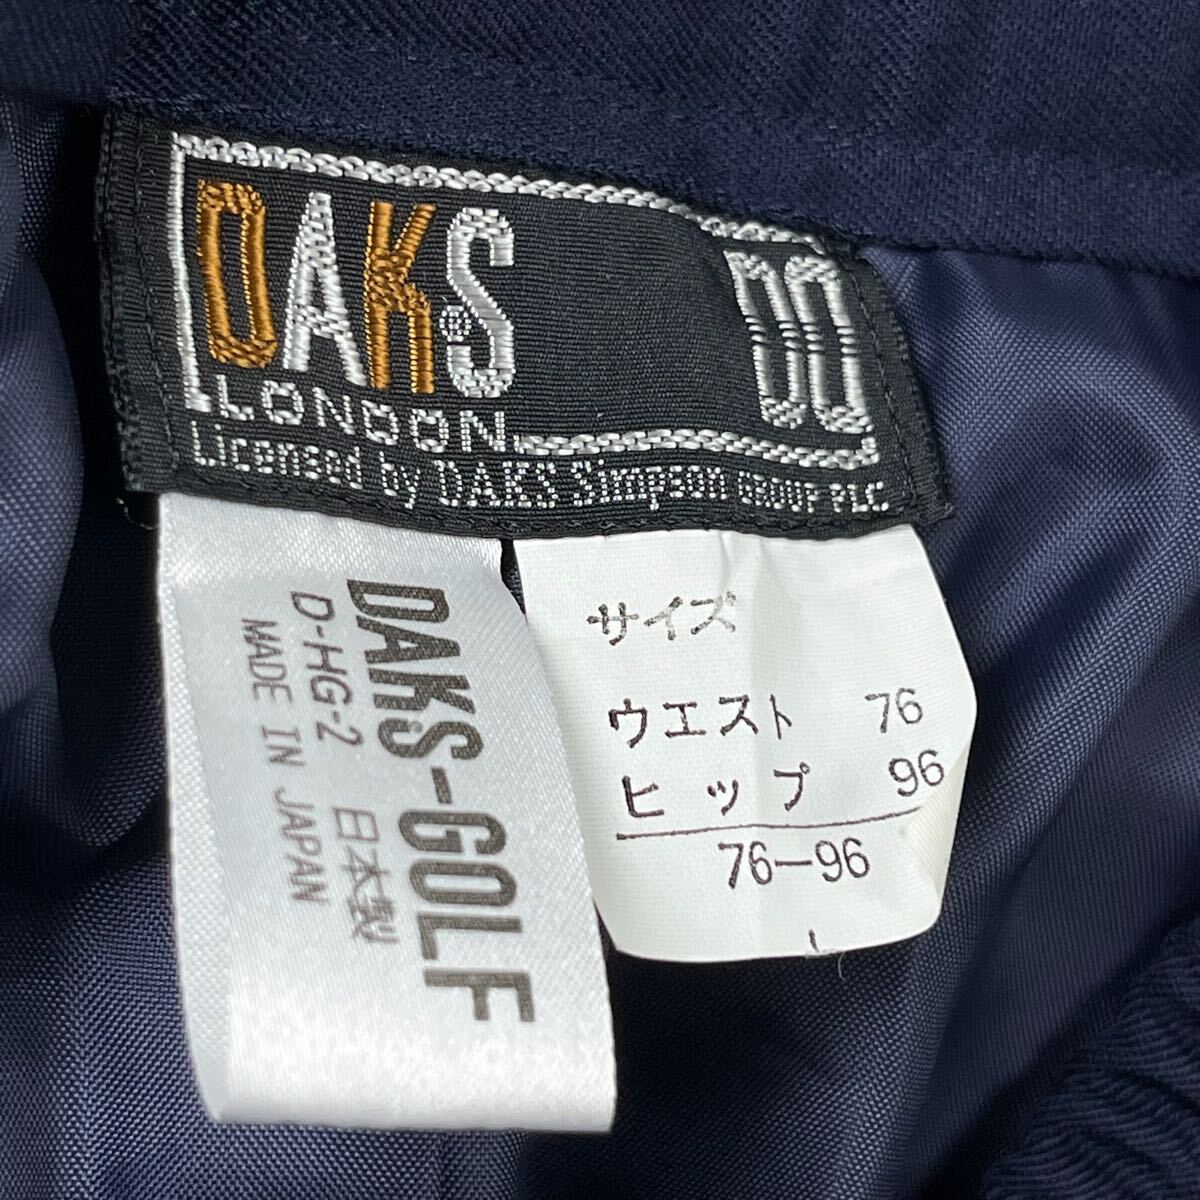 DAKS®
LONDON
Licensed by DAKS Simpson GROUP PLC
DAKS-GOLF
D-HG-2 日本製
MADE IN JAPAN
サイズ
ウエスト 76
ヒップ 96
76-96